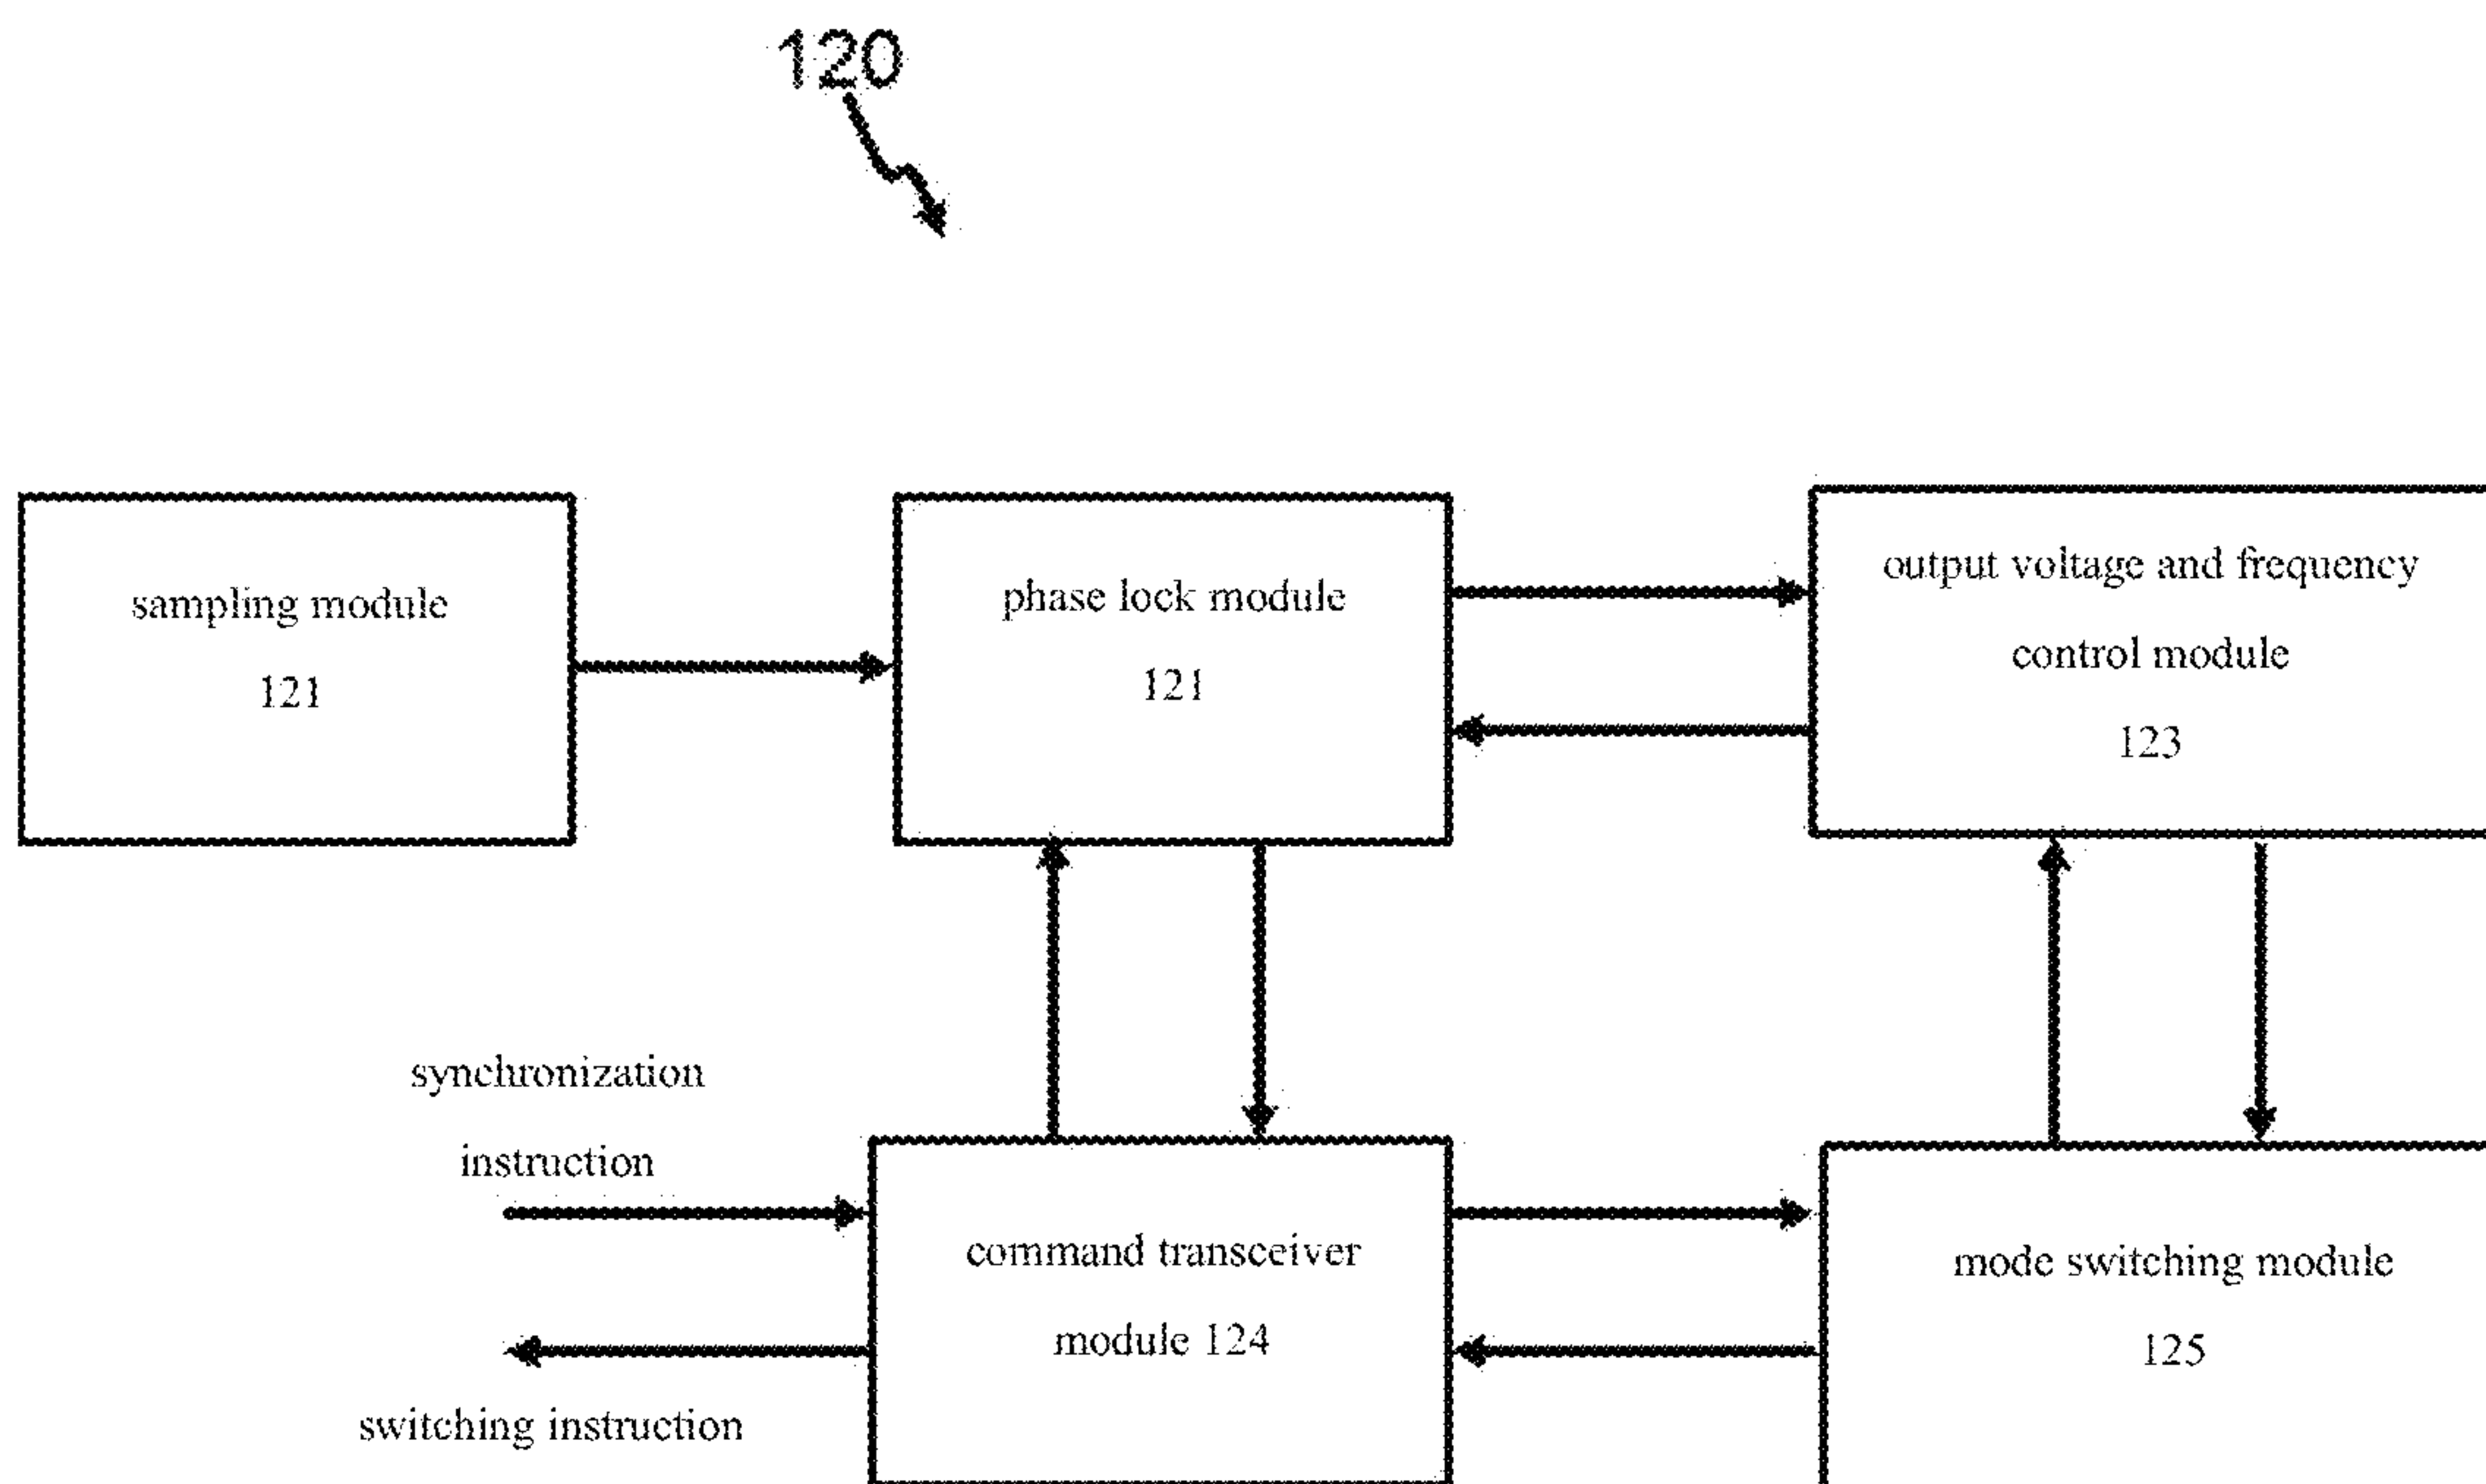 120
sampling module
121
phase lock module
121
output voltage and frequency
control module
123
synchronization
instruction
command transceiver
module 124
mode switching module
125
switching instruction